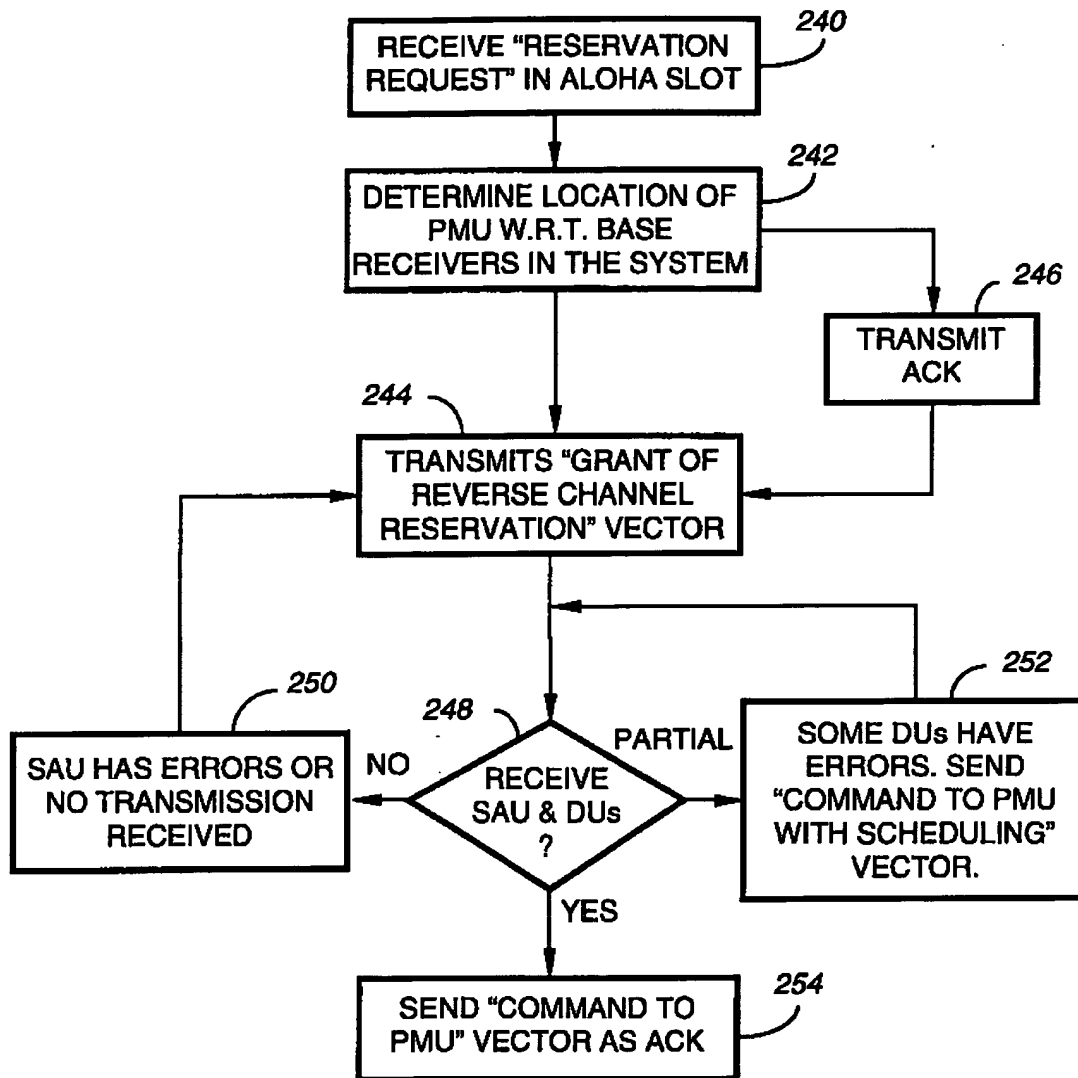 240
RECEIVE “RESERVATION
REQUEST” IN ALOHA SLOT
242
DETERMINE LOCATION OF
PMU W.R.T. BASE
RECEIVERS IN THE SYSTEM
246
TRANSMIT
ACK
244
TRANSMITS “GRANT OF
REVERSE CHANNEL
RESERVATION” VECTOR
250
SAU HAS ERRORS OR
NO TRANSMISSION
RECEIVED
NO
248
RECEIVE
SAU & DUs
?
PARTIAL
252
SOME DUs HAVE
ERRORS. SEND
“COMMAND TO PMU
WITH SCHEDULING”
VECTOR.
YES
254
SEND “COMMAND TO
PMU” VECTOR AS ACK